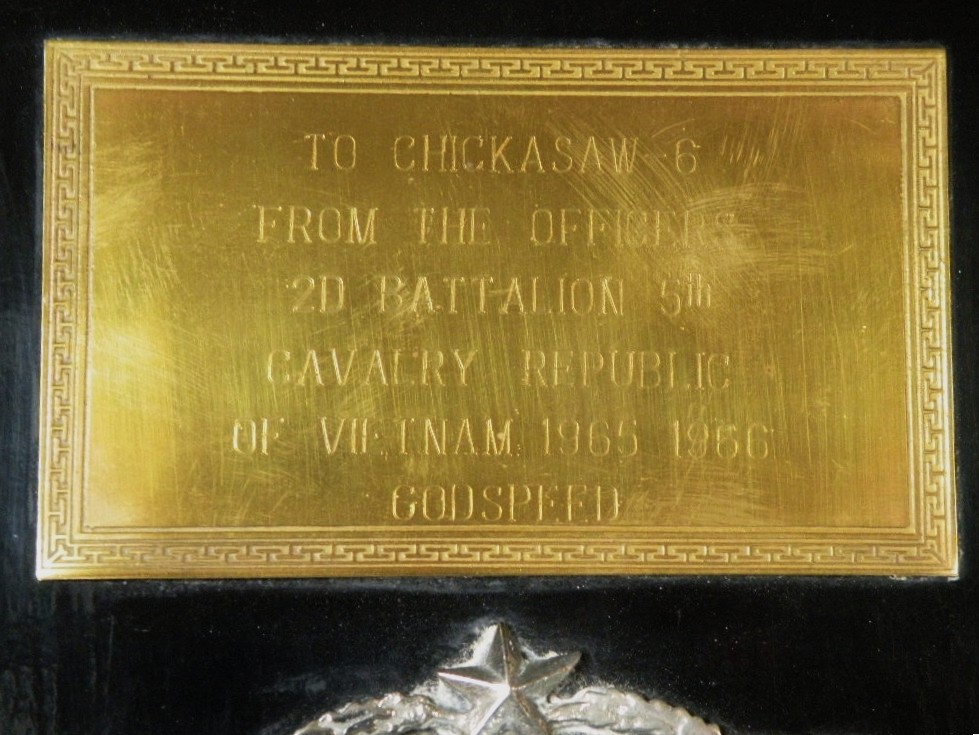 TO CHICKASAW 6
FROM THE OFFICERS
2D BATTALION 5th
CAVALRY REPUBLIC
OF VIETNAM 1965 1966
GODSPEED